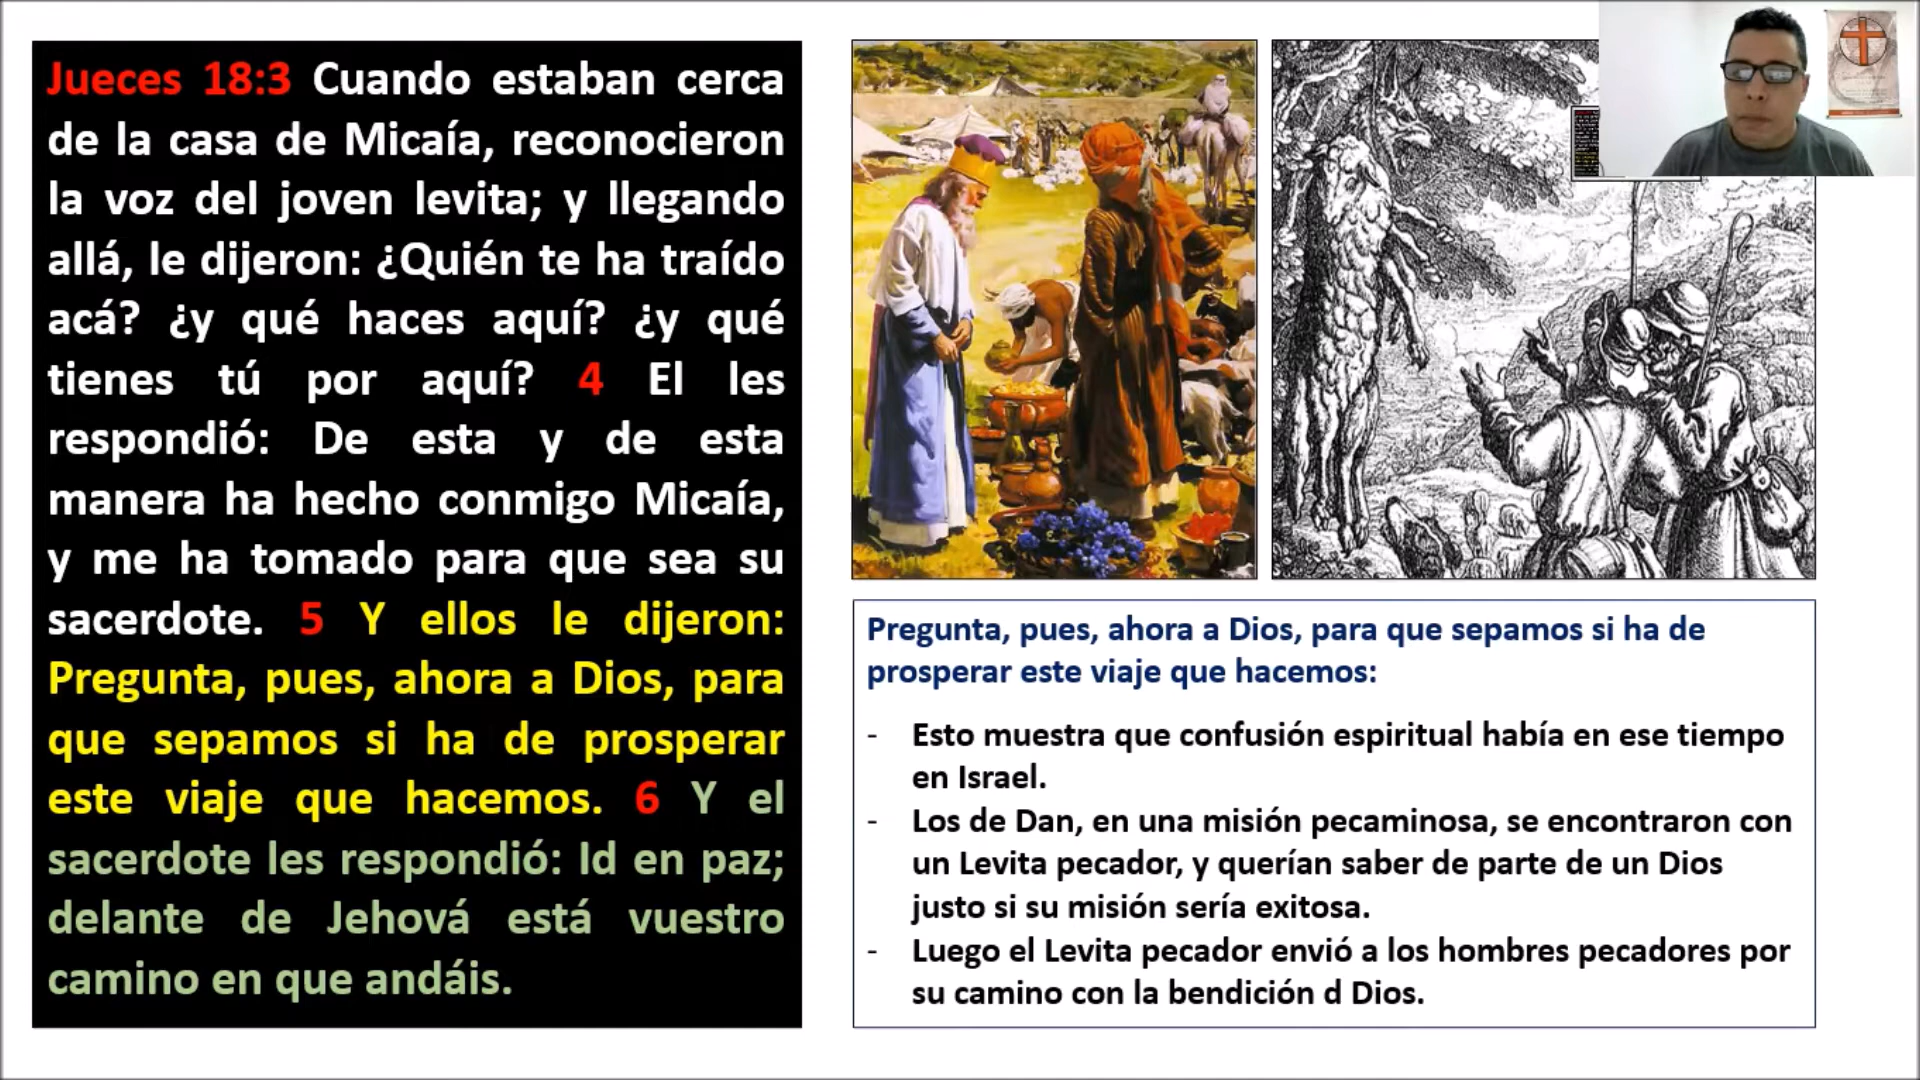 Jueces 18:3 Cuando estaban cerca
de la casa de Micaía, reconocieron
la voz del joven levita; y llegando
allá, le dijeron: ¿Quién te ha traído
acá? ¿y qué haces aquí? ¿y qué
tienes tú por aquí? 4 El les
respondió: De esta y de esta
manera ha hecho conmigo Micaía,
y me ha tomado para que sea su
sacerdote. 5 Y ellos le dijeron:
Pregunta, pues, ahora a Dios, para
que sepamos si ha de prosperar
este viaje que hacemos. 6 Y el
sacerdote les respondió: Id en paz;
delante de Jehová está vuestro
camino en que andáis.
Pregunta, pues, ahora a Dios, para que sepamos si ha de
prosperar este viaje que hacemos:
- Esto muestra que confusión espiritual había en ese tiempo
en Israel.
- Los de Dan, en una misión pecaminosa, se encontraron con
un Levita pecador, y querían saber de parte de un Dios
justo si su misión sería exitosa.
- Luego el Levita pecador envió a los hombres pecadores por
su camino con la bendición d Dios.